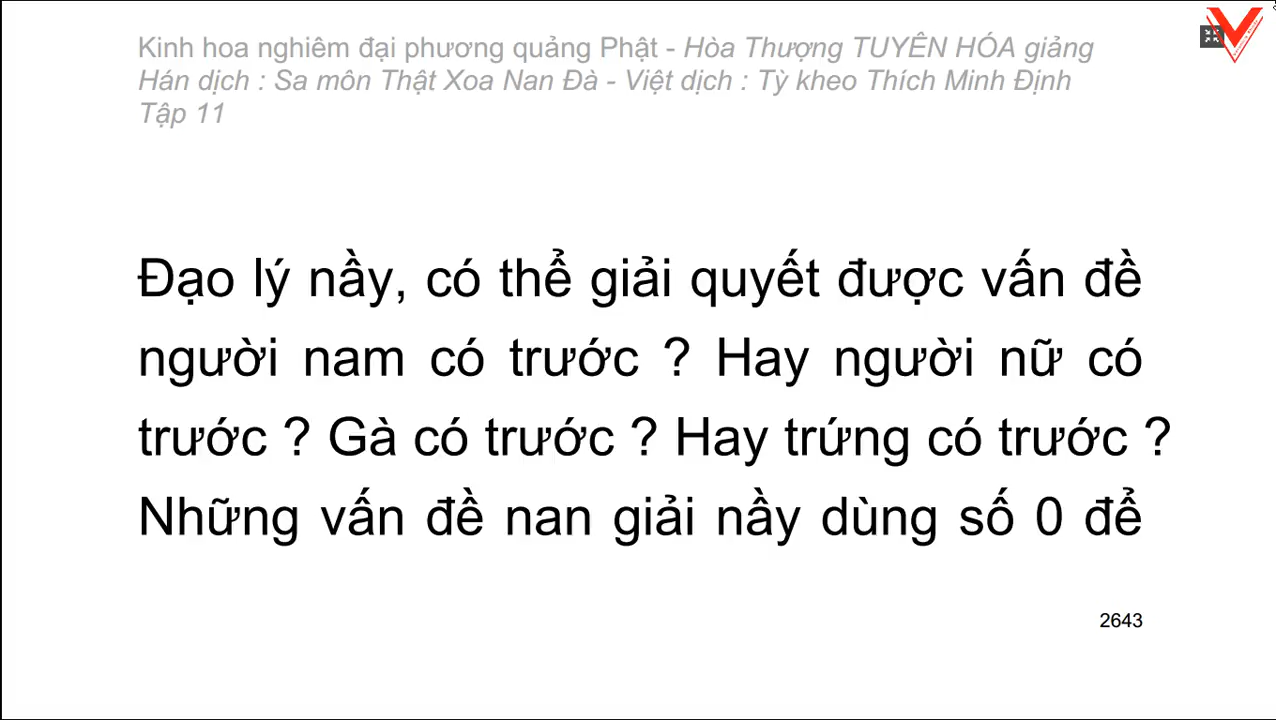 Kinh hoa nghiêm đại phương quảng Phật - Hòa Thượng TUYÊN HÓA giảng
Hán dịch : Sa môn Thật Xoa Nan Đà - Việt dịch : Tỳ kheo Thích Minh Định
Tập 11
Đạo lý nầy, có thể giải quyết được vấn đề
người nam có trước ? Hay người nữ có
trước ? Gà có trước ? Hay trứng có trước ?
Những vấn đề nan giải nầy dùng số 0 để
2643